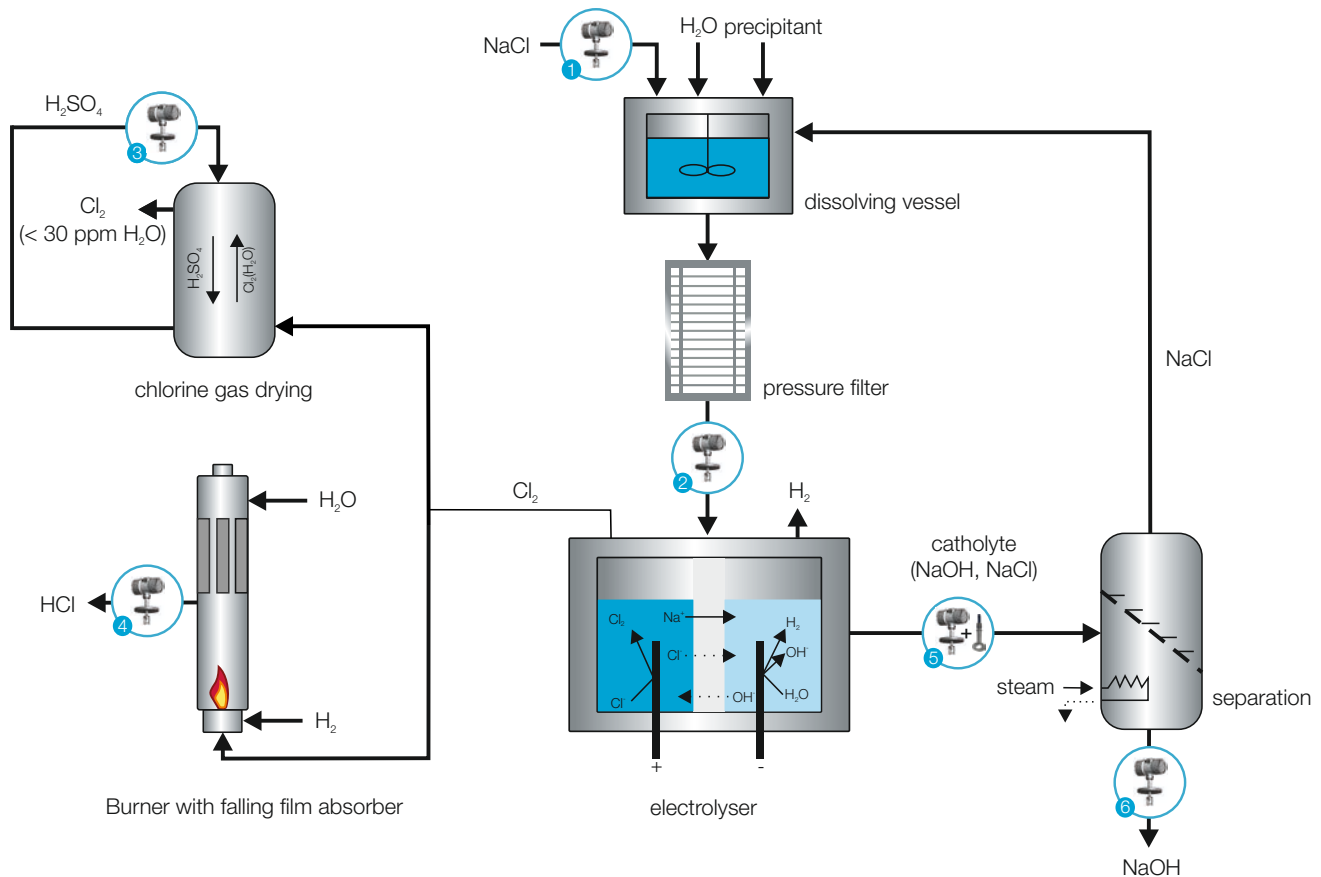 NaCl
H₂O precipitant
1
H₂SO₄
3
Cl₂
(< 30 ppm H₂O)
H₂SO₄
Cl₂(H₂O)
chlorine gas drying
dissolving vessel
pressure filter
NaCl
2
Cl₂
H₂
H₂O
HCl
4
H₂
Burner with falling film absorber
catholyte
(NaOH, NaCl)
5
+
Cl₂
Na⁺
H₂
Cl⁻
OH⁻
Cl⁻
OH⁻
H₂O
+
-
electrolyser
steam
separation
6
NaOH